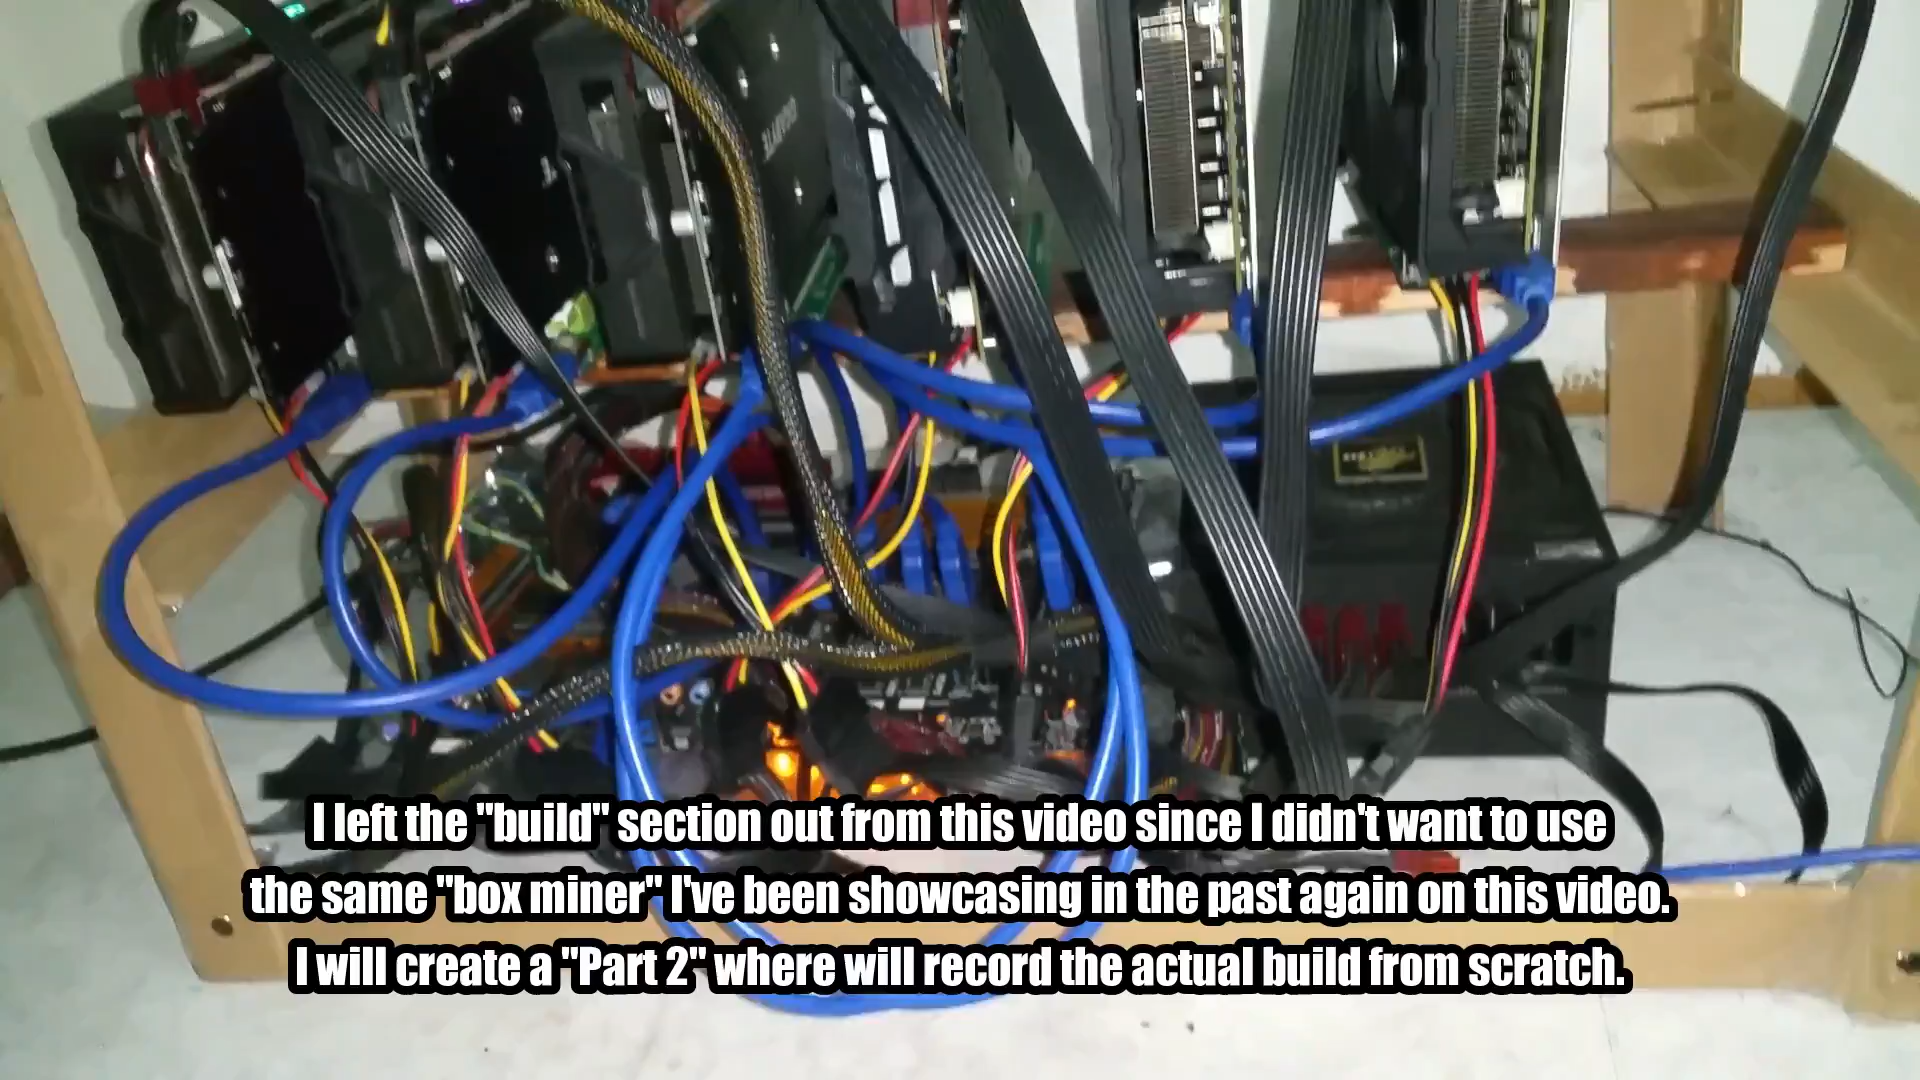 I left the "build" section out from this video since I didn't want to use
the same "box miner" I've been showcasing in the past again on this video.
I will create a "Part 2" where will record the actual build from scratch.